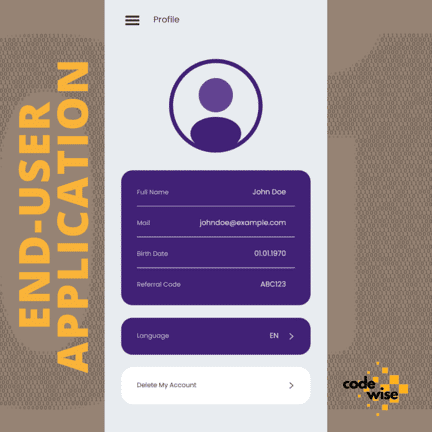 Profile
END-USER
APPLICATION
Full Name John Doe
Mail johndoe@example.com
Birth Date 01.01.1970
Referral Code ABC123
Language EN
Delete My Account
code
wise